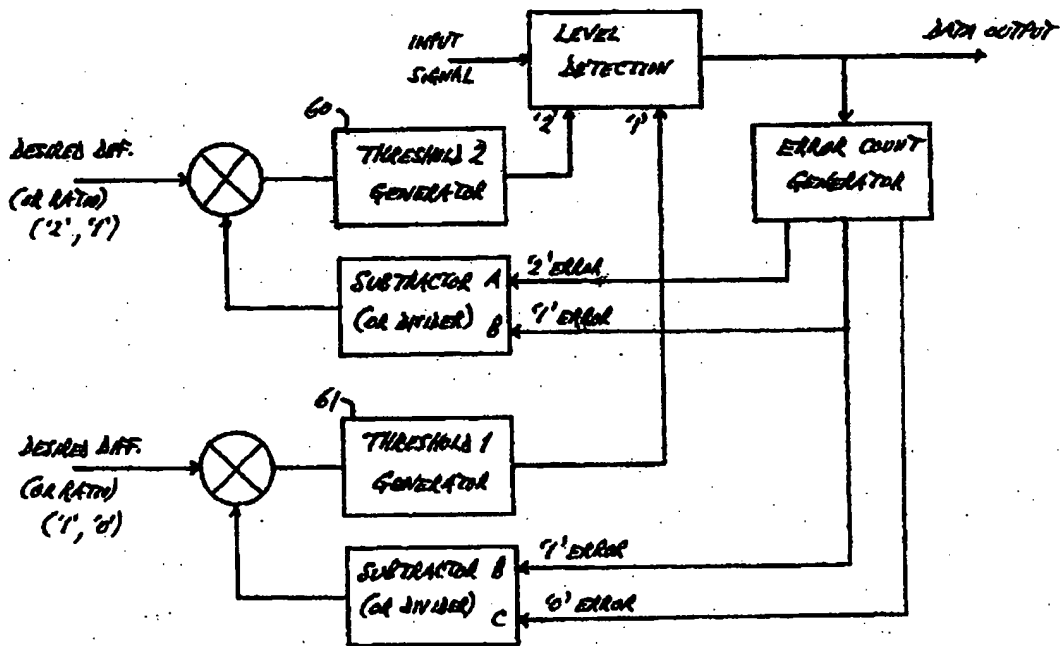 INPUT
SIGNAL
LEVEL
DETECTION
DATA OUTPUT
'2'
'1'
60
DESIRED DIFF.
(OR RATIO)
('2', '1')
THRESHOLD 2
GENERATOR
ERROR COUNT
GENERATOR
SUBTRACTOR A
(OR DIVIDER)
B
'2' ERROR
'1' ERROR
61
DESIRED DIFF.
(OR RATIO)
('1', '0')
THRESHOLD 1
GENERATOR
SUBTRACTOR B
(OR DIVIDER)
C
'1' ERROR
'0' ERROR